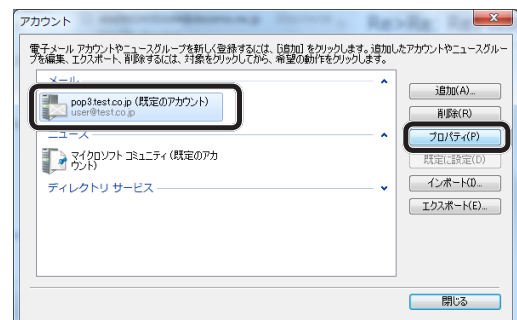 アカウント
電子メール アカウントやニュースグループを新しく登録するには、[追加] をクリックします。追加したアカウントやニュースグルー
プを編集、エクスポート、削除するには、対象をクリックしてから、希望の動作をクリックします。
メール
pop3.test.co.jp (既定のアカウント)
user@test.co.jp
ニュース
マイクロソフト コミュニティ (既定のアカ
ウント)
ディレクトリ サービス
追加(A)...
削除(R)
プロパティ(P)
既定に設定(D)
インポート(I)...
エクスポート(E)...
閉じる